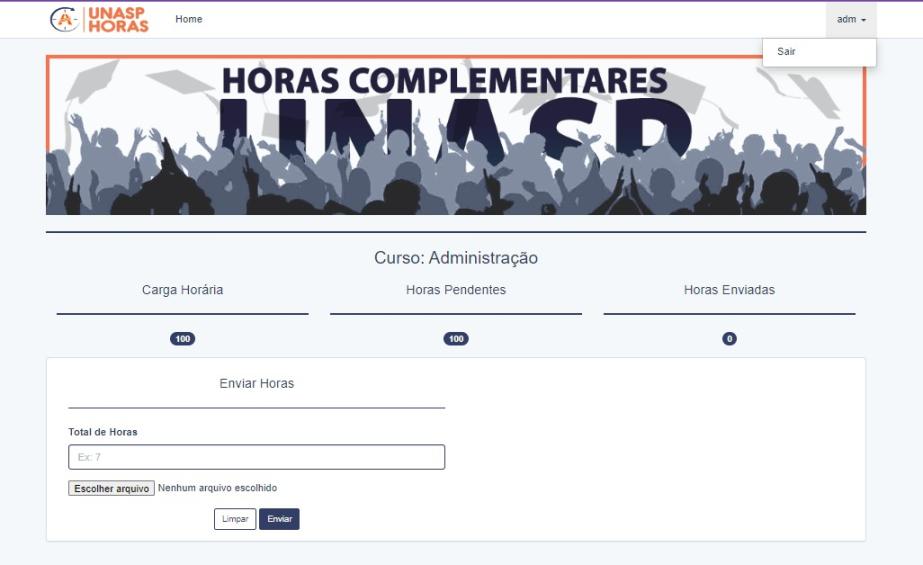 UNASP
HORAS
Home
adm
Sair
HORAS COMPLEMENTARES
UNASP
Curso: Administração
Carga Horária
Horas Pendentes
Horas Enviadas
100
100
0
Enviar Horas
Total de Horas
Ex: 7
Escolher arquivo Nenhum arquivo escolhido
Limpar Enviar